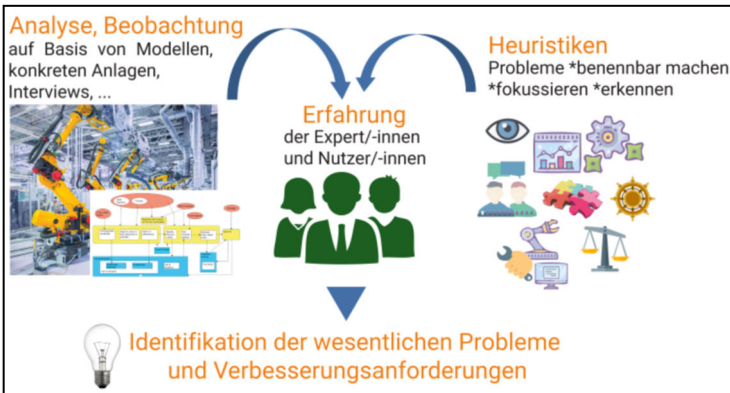 Analyse, Beobachtung
auf Basis von Modellen,
konkreten Anlagen,
Interviews, ...
Erfahrung
der Expert/-innen
und Nutzer/-innen
Heuristiken
Probleme *benennbar machen
*fokussieren *erkennen
Identifikation der wesentlichen Probleme
und Verbesserungsanforderungen